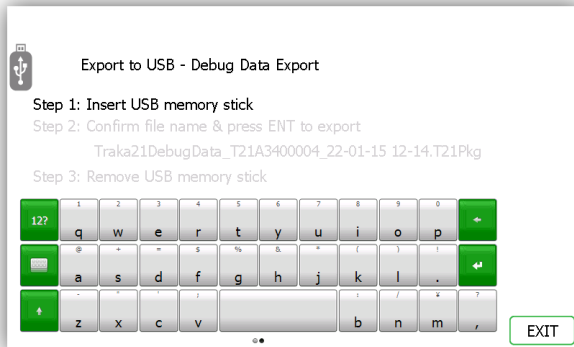 Export to USB - Debug Data Export
Step 1: Insert USB memory stick
Step 2: Confirm file name & press ENT to export
Traka21DebugData_T21A3400004_22-01-15 12-14.T21Pkg
Step 3: Remove USB memory stick
1 2 3 4 5 6 7 8 9 0
12? q w e r t y u i o p
@ + = $ % & * ( ) !
a s d f g h j k l .
- " ' ; : / ¥ ?
z x c v b n m ,
EXIT